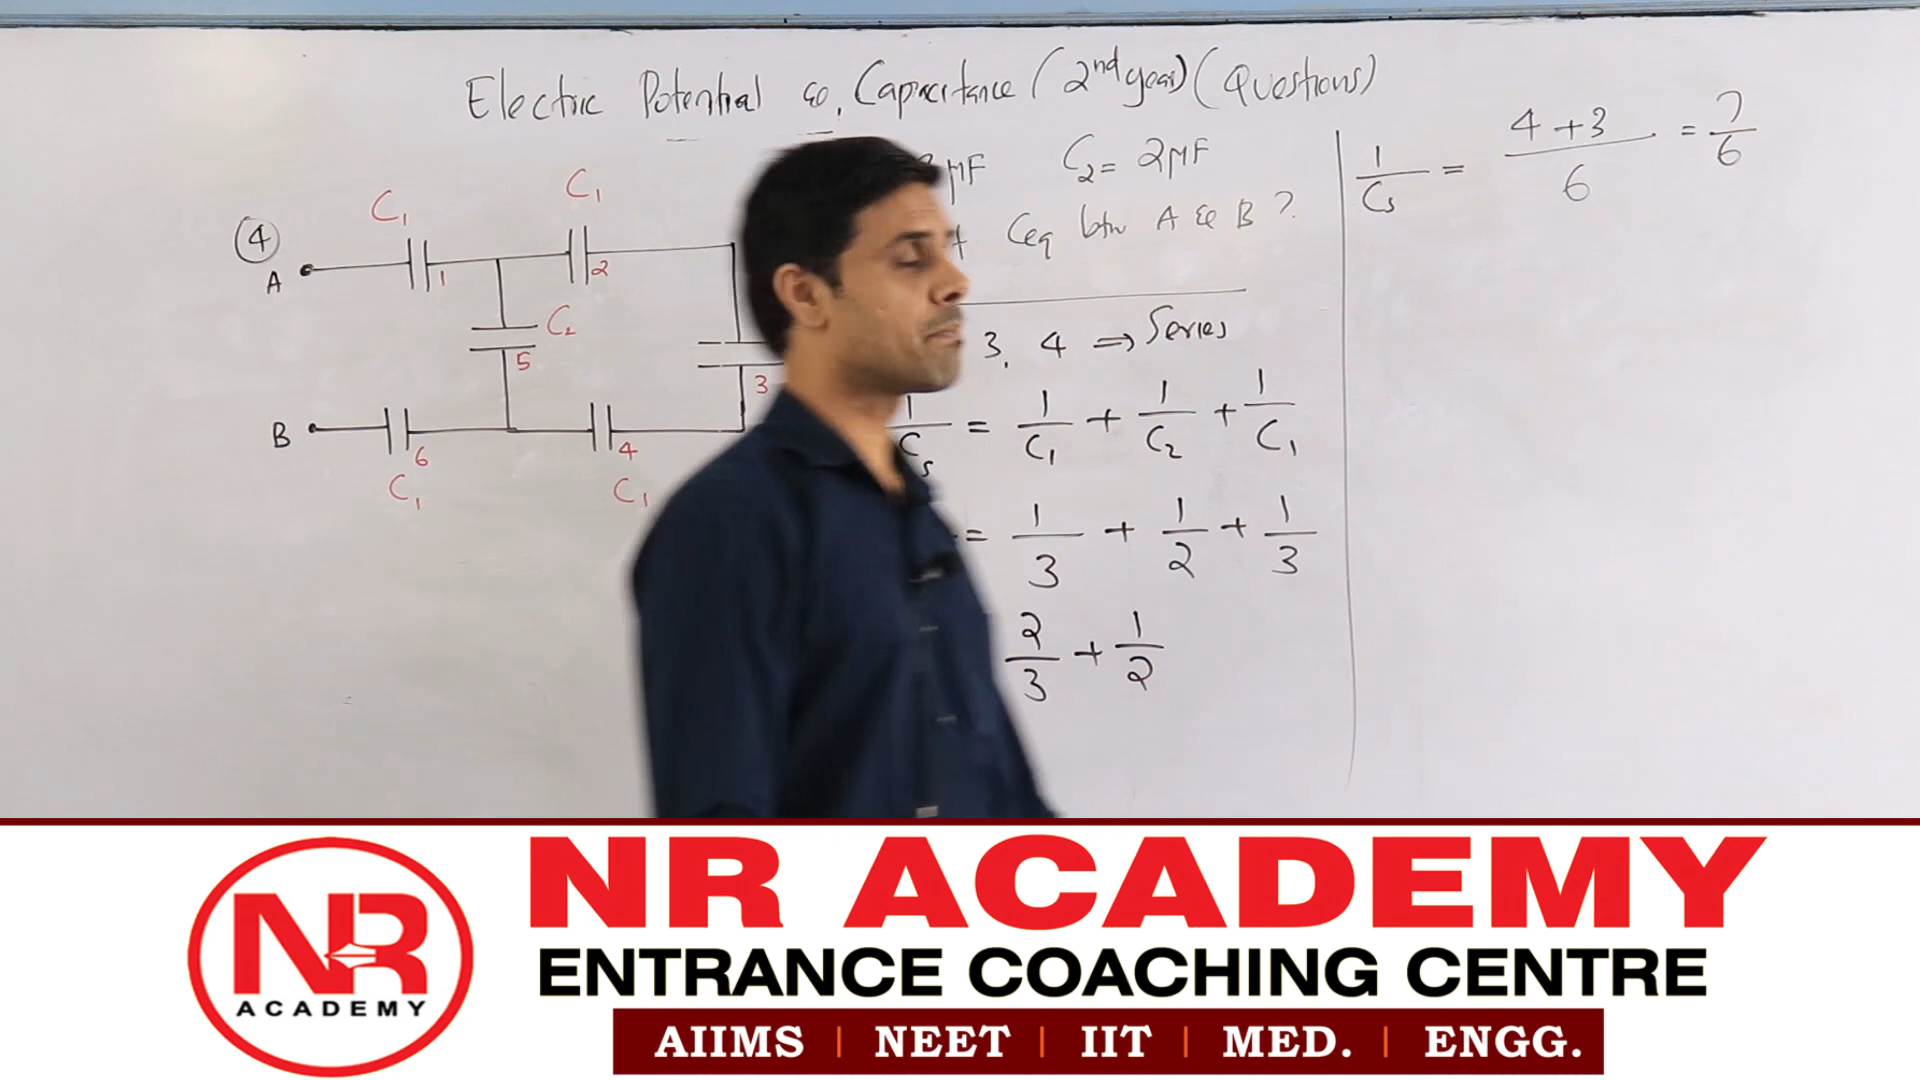 Electric Potential & Capacitance (2nd year) (Questions)
④
C₁
C₁
A
1
2
C₂
5
3
B
6
4
C₁
C₁
μF C₂ = 2μF
Ceq btw A & B ?
3, 4 ⇒ Series
1/Cs = 1/C₁ + 1/C₂ + 1/C₁
= 1/3 + 1/2 + 1/3
2/3 + 1/2
1/Cs = (4+3)/6 = 7/6
NR
ACADEMY
NR ACADEMY
ENTRANCE COACHING CENTRE
AIIMS | NEET | IIT | MED. | ENGG.